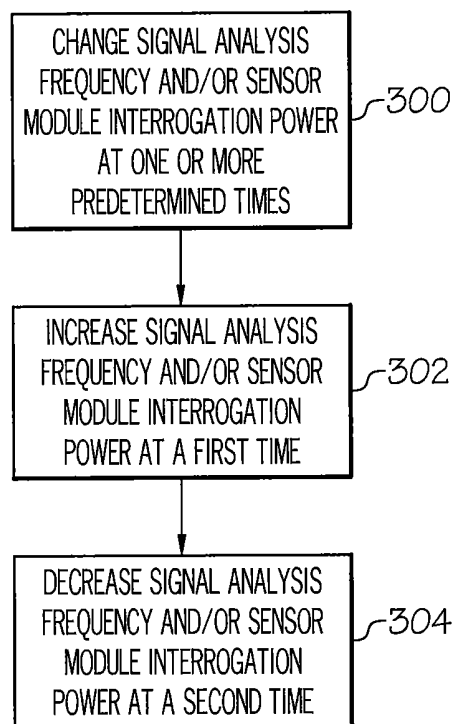 CHANGE SIGNAL ANALYSIS
FREQUENCY AND/OR SENSOR
MODULE INTERROGATION POWER
AT ONE OR MORE
PREDETERMINED TIMES
300
INCREASE SIGNAL ANALYSIS
FREQUENCY AND/OR SENSOR
MODULE INTERROGATION
POWER AT A FIRST TIME
302
DECREASE SIGNAL ANALYSIS
FREQUENCY AND/OR SENSOR
MODULE INTERROGATION
POWER AT A SECOND TIME
304